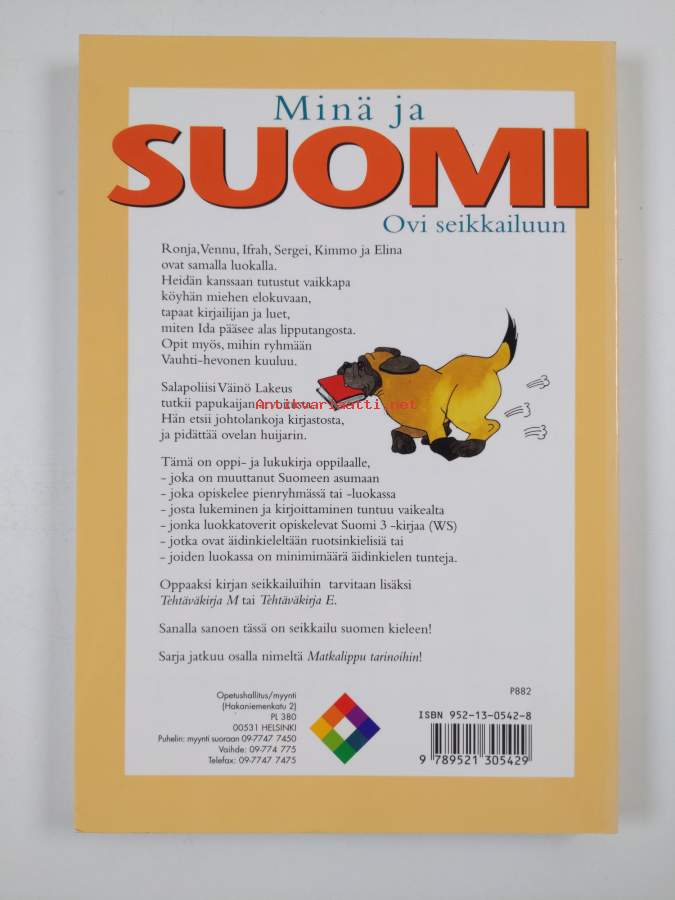 Minä ja
SUOMI
Ovi seikkailuun
Ronja, Vennu, Ifrah, Sergei, Kimmo ja Elina
ovat samalla luokalla.
Heidän kanssaan tutustut vaikkapa
köyhän miehen elokuvaan,
tapaat kirjailijan ja luet,
miten Ida pääsee alas lipputangosta.
Opit myös, mihin ryhmään
Vauhti-hevonen kuuluu.
Salapoliisi Väinö Lakeus
tutkii papukaijan
Antikvariaatti.net
Hän etsii johtolankoja kirjastosta,
ja pidättää ovelan huijarin.
Tämä on oppi- ja lukukirja oppilaalle,
- joka on muuttanut Suomeen asumaan
- joka opiskelee pienryhmässä tai -luokassa
- josta lukeminen ja kirjoittaminen tuntuu vaikealta
- jonka luokkatoverit opiskelevat Suomi 3 -kirjaa (WS)
- jotka ovat äidinkieleltään ruotsinkielisiä tai
- joiden luokassa on minimimäärä äidinkielen tunteja.
Oppaaksi kirjan seikkailuihin tarvitaan lisäksi
Tehtäväkirja M tai Tehtäväkirja E.
Sanalla sanoen tässä on seikkailu suomen kieleen!
Sarja jatkuu osalla nimeltä Matkalippu tarinoihin!
P882
Opetushallitus/myynti
(Hakaniemenkatu 2)
PL 380
00531 HELSINKI
Puhelin: myynti suoraan 09-7747 7450
Vaihde: 09-774 775
Telefax: 09-7747 7475
ISBN 952-13-0542-8
9 789521 305429